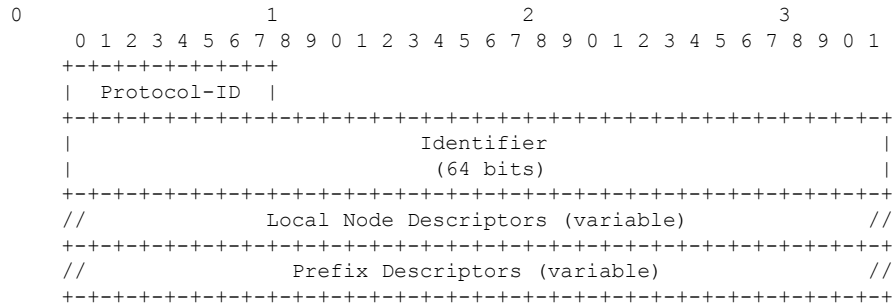 0                   1                   2                   3
 0 1 2 3 4 5 6 7 8 9 0 1 2 3 4 5 6 7 8 9 0 1 2 3 4 5 6 7 8 9 0 1
+-+-+-+-+-+-+-+-+
|  Protocol-ID  |
+-+-+-+-+-+-+-+-+-+-+-+-+-+-+-+-+-+-+-+-+-+-+-+-+-+-+-+-+-+-+-+-+
|                           Identifier                          |
|                            (64 bits)                          |
+-+-+-+-+-+-+-+-+-+-+-+-+-+-+-+-+-+-+-+-+-+-+-+-+-+-+-+-+-+-+-+-+
//              Local Node Descriptors (variable)              //
+-+-+-+-+-+-+-+-+-+-+-+-+-+-+-+-+-+-+-+-+-+-+-+-+-+-+-+-+-+-+-+-+
//                Prefix Descriptors (variable)                //
+-+-+-+-+-+-+-+-+-+-+-+-+-+-+-+-+-+-+-+-+-+-+-+-+-+-+-+-+-+-+-+-+